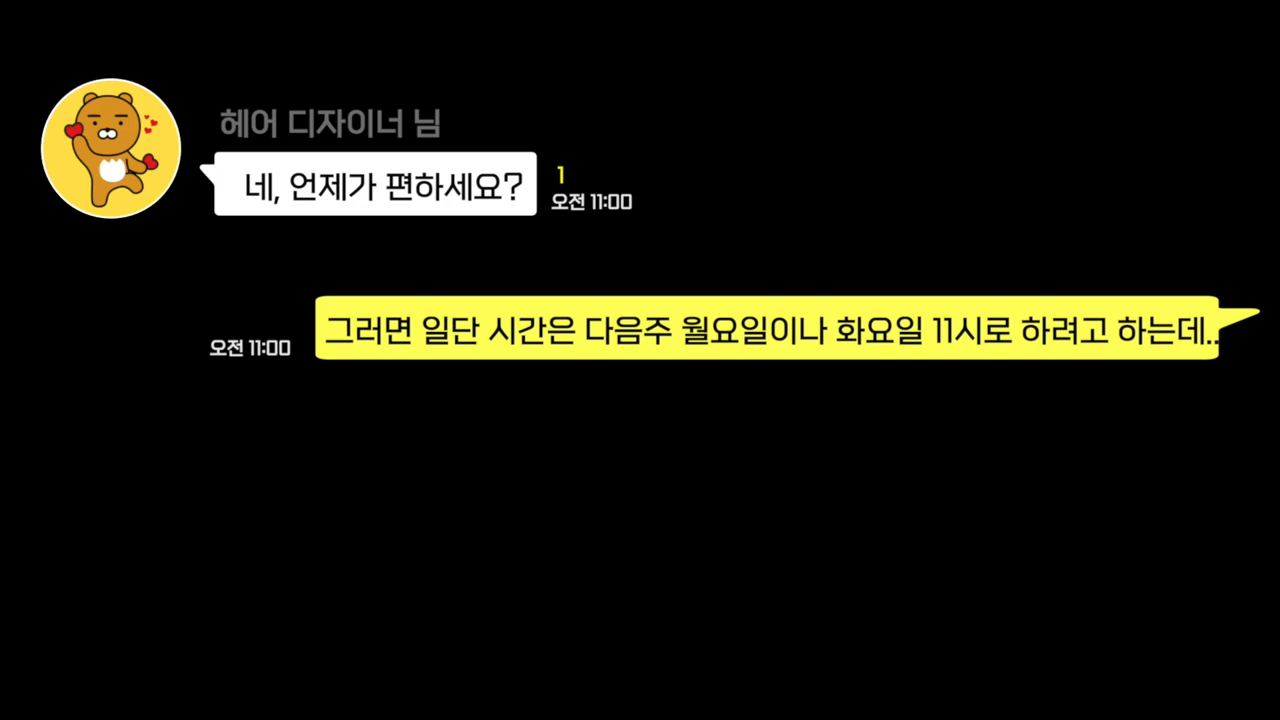 헤어 디자이너 님
네, 언제가 편하세요?
1
오전 11:00
그러면 일단 시간은 다음주 월요일이나 화요일 11시로 하려고 하는데..
오전 11:00